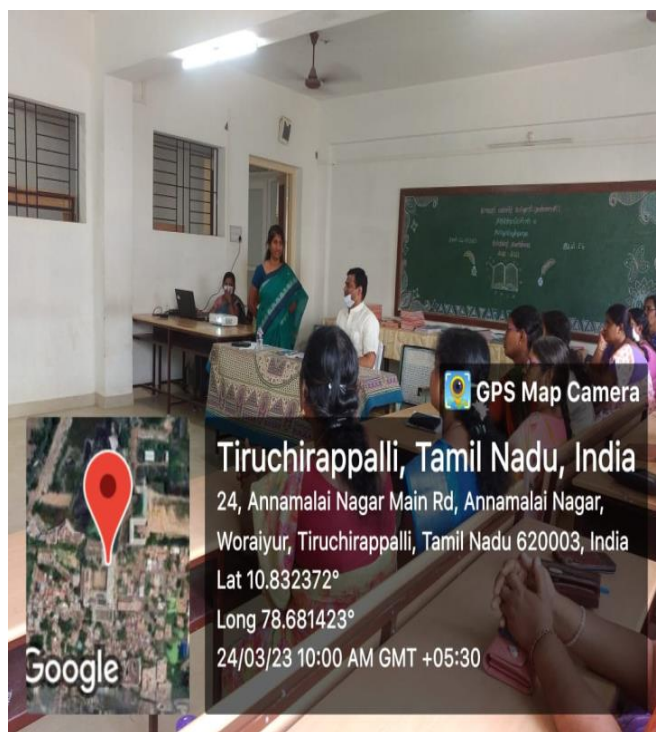 GPS Map Camera
Tiruchirappalli, Tamil Nadu, India
24, Annamalai Nagar Main Rd, Annamalai Nagar,
Woraiyur, Tiruchirappalli, Tamil Nadu 620003, India
Lat 10.832372°
Long 78.681423°
24/03/23 10:00 AM GMT +05:30
Google